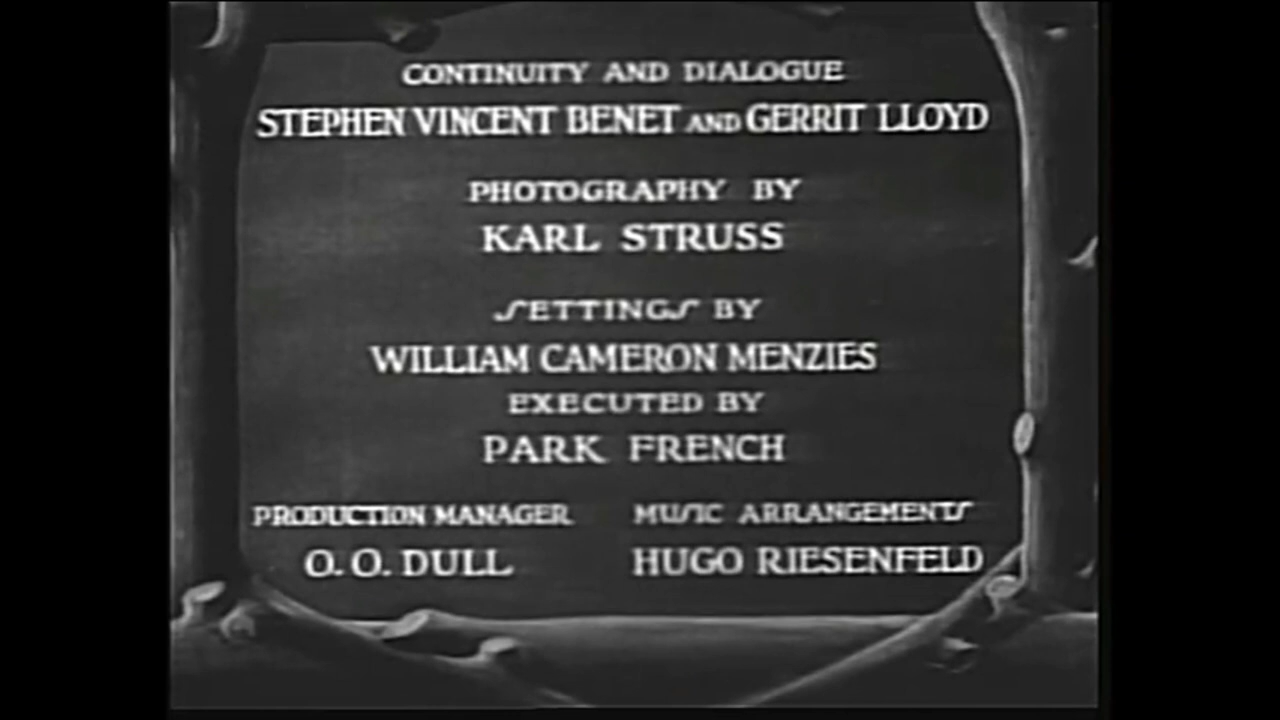 CONTINUITY AND DIALOGUE
STEPHEN VINCENT BENET AND GERRIT LLOYD
PHOTOGRAPHY BY
KARL STRUSS
SETTINGS BY
WILLIAM CAMERON MENZIES
EXECUTED BY
PARK FRENCH
PRODUCTION MANAGER MUSIC ARRANGEMENTS
O. O. DULL HUGO RIESENFELD